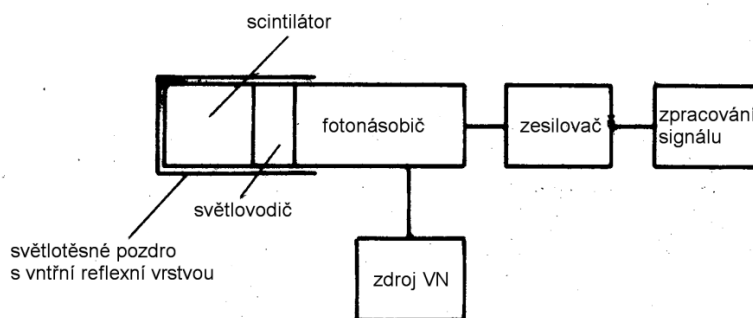 scintilátor
fotonásobič
zesilovač
zpracování
signálu
světlovodič
světlotěsné pozdro
s vntřní reflexní vrstvou
zdroj VN